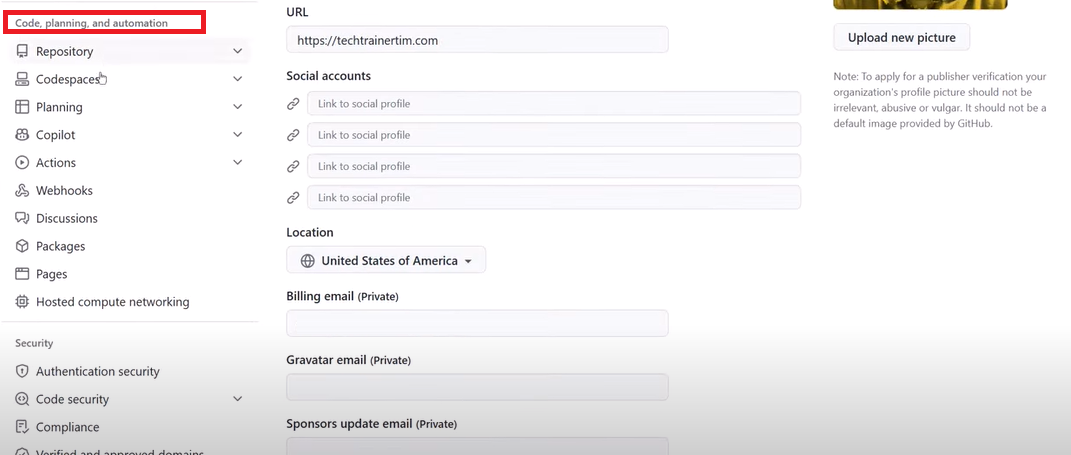 Code, planning, and automation
Repository
Codespaces
Planning
Copilot
Actions
Webhooks
Discussions
Packages
Pages
Hosted compute networking
Security
Authentication security
Code security
Compliance
Verified and approved domains
URL
https://techtrainertim.com
Social accounts
Link to social profile
Link to social profile
Link to social profile
Link to social profile
Location
United States of America
Billing email (Private)
Gravatar email (Private)
Sponsors update email (Private)
Upload new picture
Note: To apply for a publisher verification your
organization's profile picture should not be
irrelevant, abusive or vulgar. It should not be a
default image provided by GitHub.